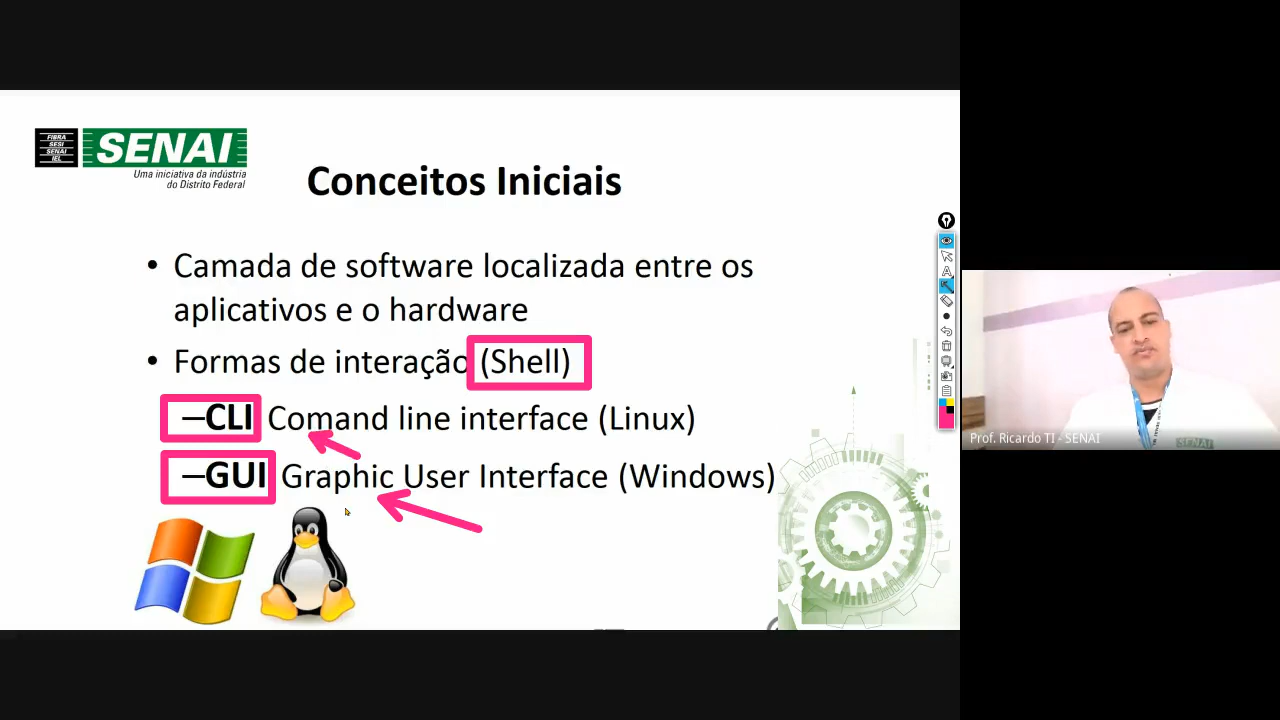 FIBRA
SESI
SENAI
IEL
SENAI
Uma iniciativa da indústria
do Distrito Federal
Conceitos Iniciais
• Camada de software localizada entre os
aplicativos e o hardware
• Formas de interação (Shell)
–CLI Comand line interface (Linux)
–GUI Graphic User Interface (Windows)
Prof. Ricardo TI - SENAI
SENAI